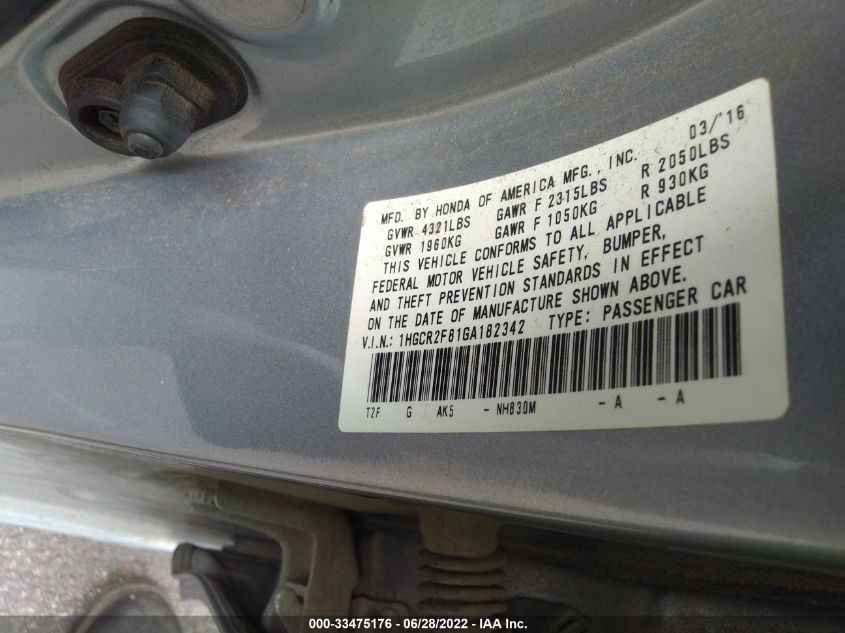 03/'16
MFD. BY HONDA OF AMERICA MFG., INC.
GVWR 4321LBS GAWR F 2315LBS R 2050LBS
GVWR 1960KG GAWR F 1050KG R 930KG
THIS VEHICLE CONFORMS TO ALL APPLICABLE
FEDERAL MOTOR VEHICLE SAFETY, BUMPER,
AND THEFT PREVENTION STANDARDS IN EFFECT
ON THE DATE OF MANUFACTURE SHOWN ABOVE.
V.I.N.: 1HGCR2F81GA182342 TYPE: PASSENGER CAR
T2F G AK5 - NH830M - A - A
000-33475176 - 06/28/2022 - IAA Inc.